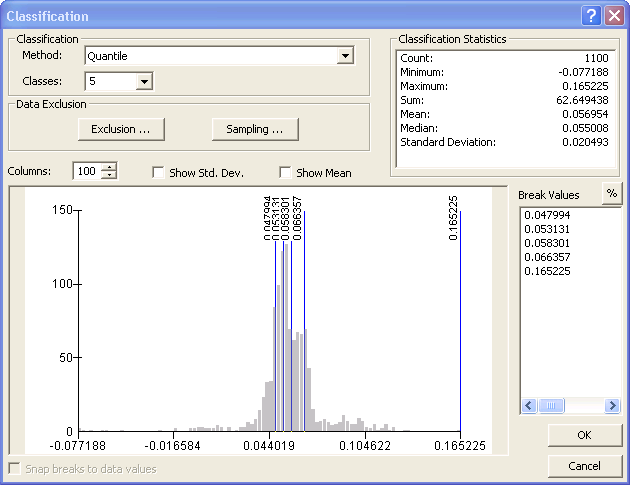 Classification
Classification
Method: Quantile
Classes: 5
Data Exclusion
Exclusion ...
Sampling ...
Classification Statistics
Count: 1100
Minimum: -0.077188
Maximum: 0.165225
Sum: 62.649438
Mean: 0.056954
Median: 0.055008
Standard Deviation: 0.020493
Columns: 100
Show Std. Dev.
Show Mean
Break Values
%
0.047994
0.053131
0.058301
0.066357
0.165225
150
100
50
0
0.047994
0.053131
0.058301
0.066357
0.165225
-0.077188
-0.016584
0.044019
0.104622
0.165225
Snap breaks to data values
OK
Cancel